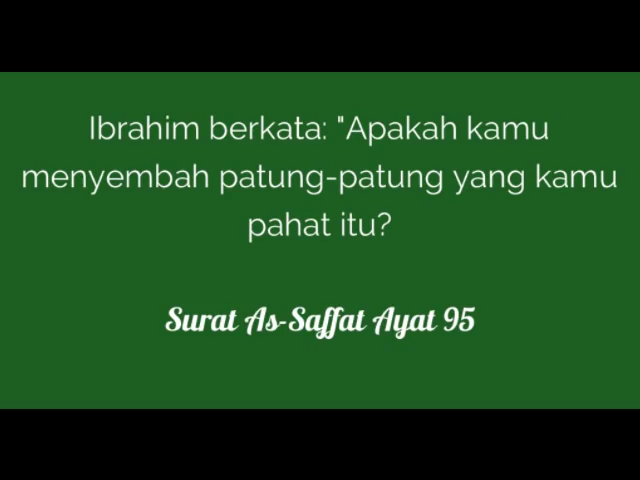 Ibrahim berkata: "Apakah kamu
menyembah patung-patung yang kamu
pahat itu?
Surat As-Saffat Ayat 95